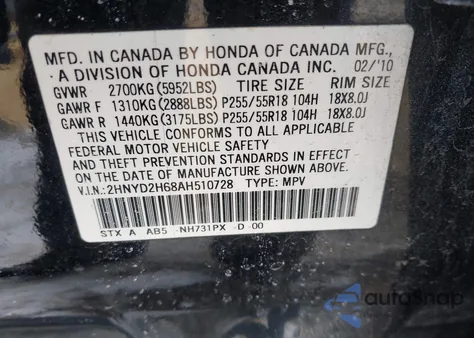 MFD. IN CANADA BY HONDA OF CANADA MFG.,
A DIVISION OF HONDA CANADA INC. 02/'10
GVWR 2700KG(5952LBS) TIRE SIZE RIM SIZE
GAWR F 1310KG(2888LBS) P255/55R18 104H 18X8.0J
GAWR R 1440KG(3175LBS) P255/55R18 104H 18X8.0J
THIS VEHICLE CONFORMS TO ALL APPLICABLE
FEDERAL MOTOR VEHICLE SAFETY, BUMPER,
AND THEFT PREVENTION STANDARDS IN EFFECT
ON THE DATE OF MANUFACTURE SHOWN ABOVE.
V.I.N.:2HNYD2H68AH510728 TYPE: MPV
STX A AB5 -NH731PX -D 00
autoSnap